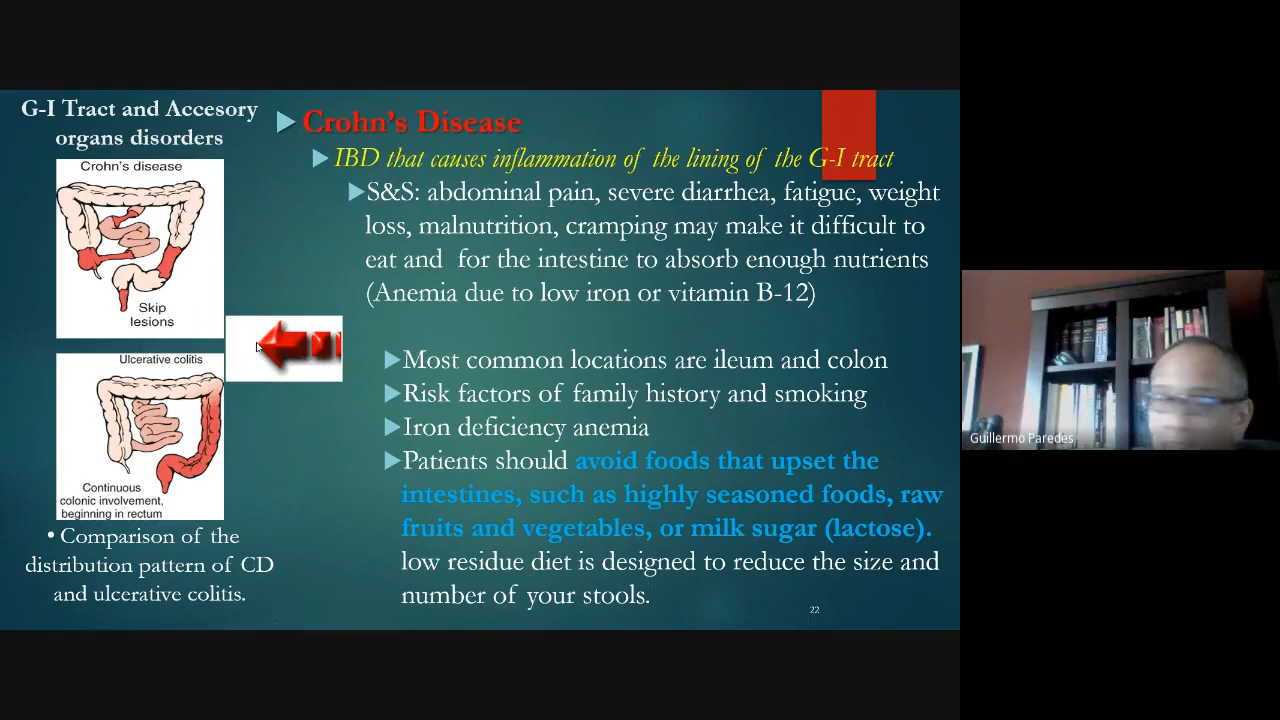 G-I Tract and Accesory
organs disorders
Crohn's disease
Skip
lesions
Ulcerative colitis
Continuous
colonic involvement,
beginning in rectum
• Comparison of the
distribution pattern of CD
and ulcerative colitis.
Crohn's Disease
IBD that causes inflammation of the lining of the G-I tract
S&S: abdominal pain, severe diarrhea, fatigue, weight
loss, malnutrition, cramping may make it difficult to
eat and for the intestine to absorb enough nutrients
(Anemia due to low iron or vitamin B-12)
Most common locations are ileum and colon
Risk factors of family history and smoking
Iron deficiency anemia
Patients should avoid foods that upset the
intestines, such as highly seasoned foods, raw
fruits and vegetables, or milk sugar (lactose).
low residue diet is designed to reduce the size and
number of your stools.
22
Guillermo Paredes